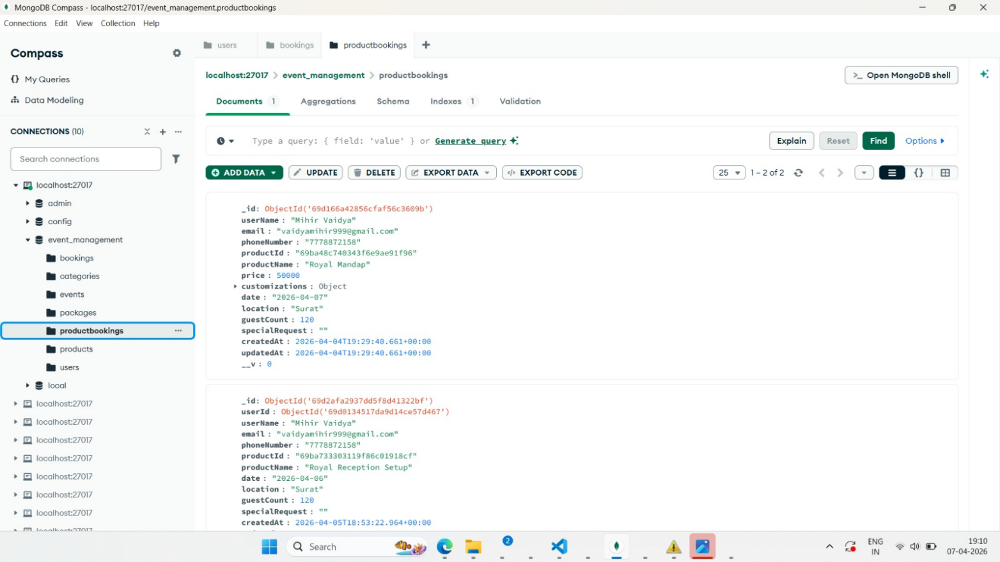 MongoDB Compass - localhost:27017/event_management.productbookings
Connections Edit View Collection Help
Compass
{} My Queries
Data Modeling
CONNECTIONS (10)
Search connections
localhost:27017
admin
config
event_management
bookings
categories
events
packages
productbookings
products
users
local
localhost:27017
localhost:27017
localhost:27017
localhost:27017
localhost:27017
localhost:27017
localhost:27017
users bookings productbookings
localhost:27017 > event_management > productbookings
>_ Open MongoDB shell
Documents 1 Aggregations Schema Indexes 1 Validation
Type a query: { field: 'value' } or Generate query
Explain Reset Find Options
ADD DATA UPDATE DELETE EXPORT DATA </> EXPORT CODE
25 1 – 2 of 2 {}
_id: ObjectId('69d166a42856cfaf56c3609b')
userName : "Mihir Vaidya"
email : "vaidyamihir999@gmail.com"
phoneNumber : "7778872158"
productId : "69ba48c740343f6e9ae91f96"
productName : "Royal Mandap"
price : 50000
customizations : Object
date : "2026-04-07"
location : "Surat"
guestCount : 120
specialRequest : ""
createdAt : 2026-04-04T19:29:40.661+00:00
updatedAt : 2026-04-04T19:29:40.661+00:00
__v : 0
_id: ObjectId('69d2afa2937dd5f8d41322bf')
userId : ObjectId('69d0134517da9d14ce57d467')
userName : "Mihir Vaidya"
email : "vaidyamihir999@gmail.com"
phoneNumber : "7778872158"
productId : "69ba733303119f86c01918cf"
productName : "Royal Reception Setup"
date : "2026-04-06"
location : "Surat"
guestCount : 120
specialRequest : ""
createdAt : 2026-04-05T18:53:22.964+00:00
Search
2
ENG
IN
19:10
07-04-2026